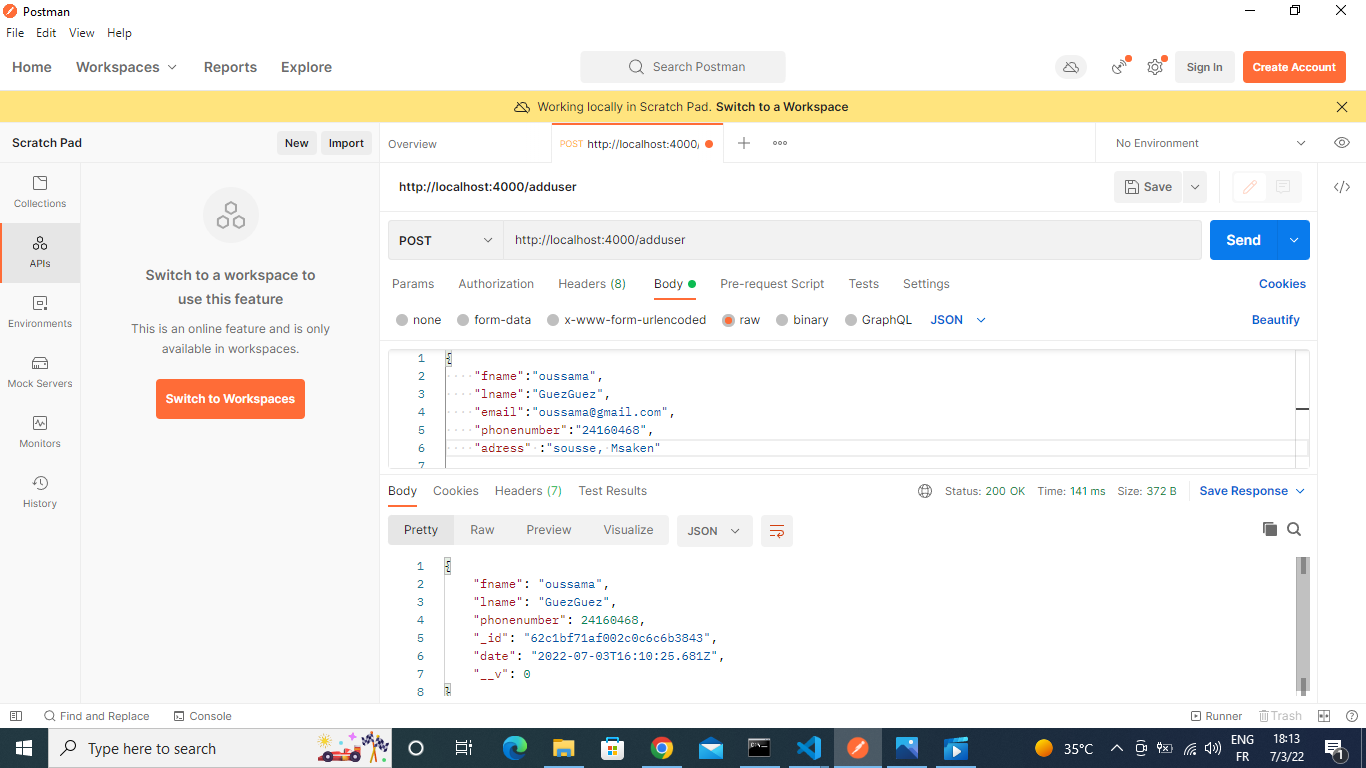 Postman
File Edit View Help
Home Workspaces Reports Explore Search Postman Sign In Create Account
Working locally in Scratch Pad. Switch to a Workspace
Scratch Pad New Import Overview POST http://localhost:4000/ No Environment
Collections
APIs
Environments
Mock Servers
Monitors
History
Switch to a workspace to
use this feature
This is an online feature and is only
available in workspaces.
Switch to Workspaces
http://localhost:4000/adduser Save
POST http://localhost:4000/adduser Send
Params Authorization Headers (8) Body Pre-request Script Tests Settings Cookies
none form-data x-www-form-urlencoded raw binary GraphQL JSON Beautify
1 {
2 "fname":"oussama",
3 "lname":"GuezGuez",
4 "email":"oussama@gmail.com",
5 "phonenumber":"24160468",
6 "adress" :"sousse, Msaken"
7
Body Cookies Headers (7) Test Results Status: 200 OK Time: 141 ms Size: 372 B Save Response
Pretty Raw Preview Visualize JSON
1 {
2 "fname": "oussama",
3 "lname": "GuezGuez",
4 "phonenumber": 24160468,
5 "_id": "62c1bf71af002c0c6c6b3843",
6 "date": "2022-07-03T16:10:25.681Z",
7 "__v": 0
8 }
Find and Replace Console Runner Trash
Type here to search 35°C ENG 18:13
FR 7/3/22 1